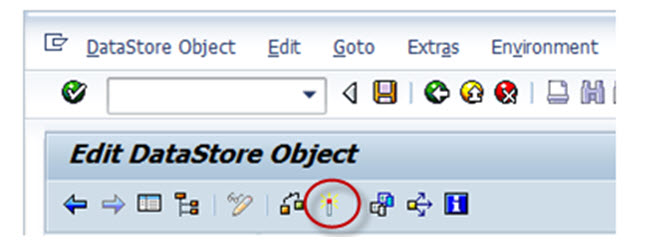 DataStore Object Edit Goto Extras Environment
Edit DataStore Object